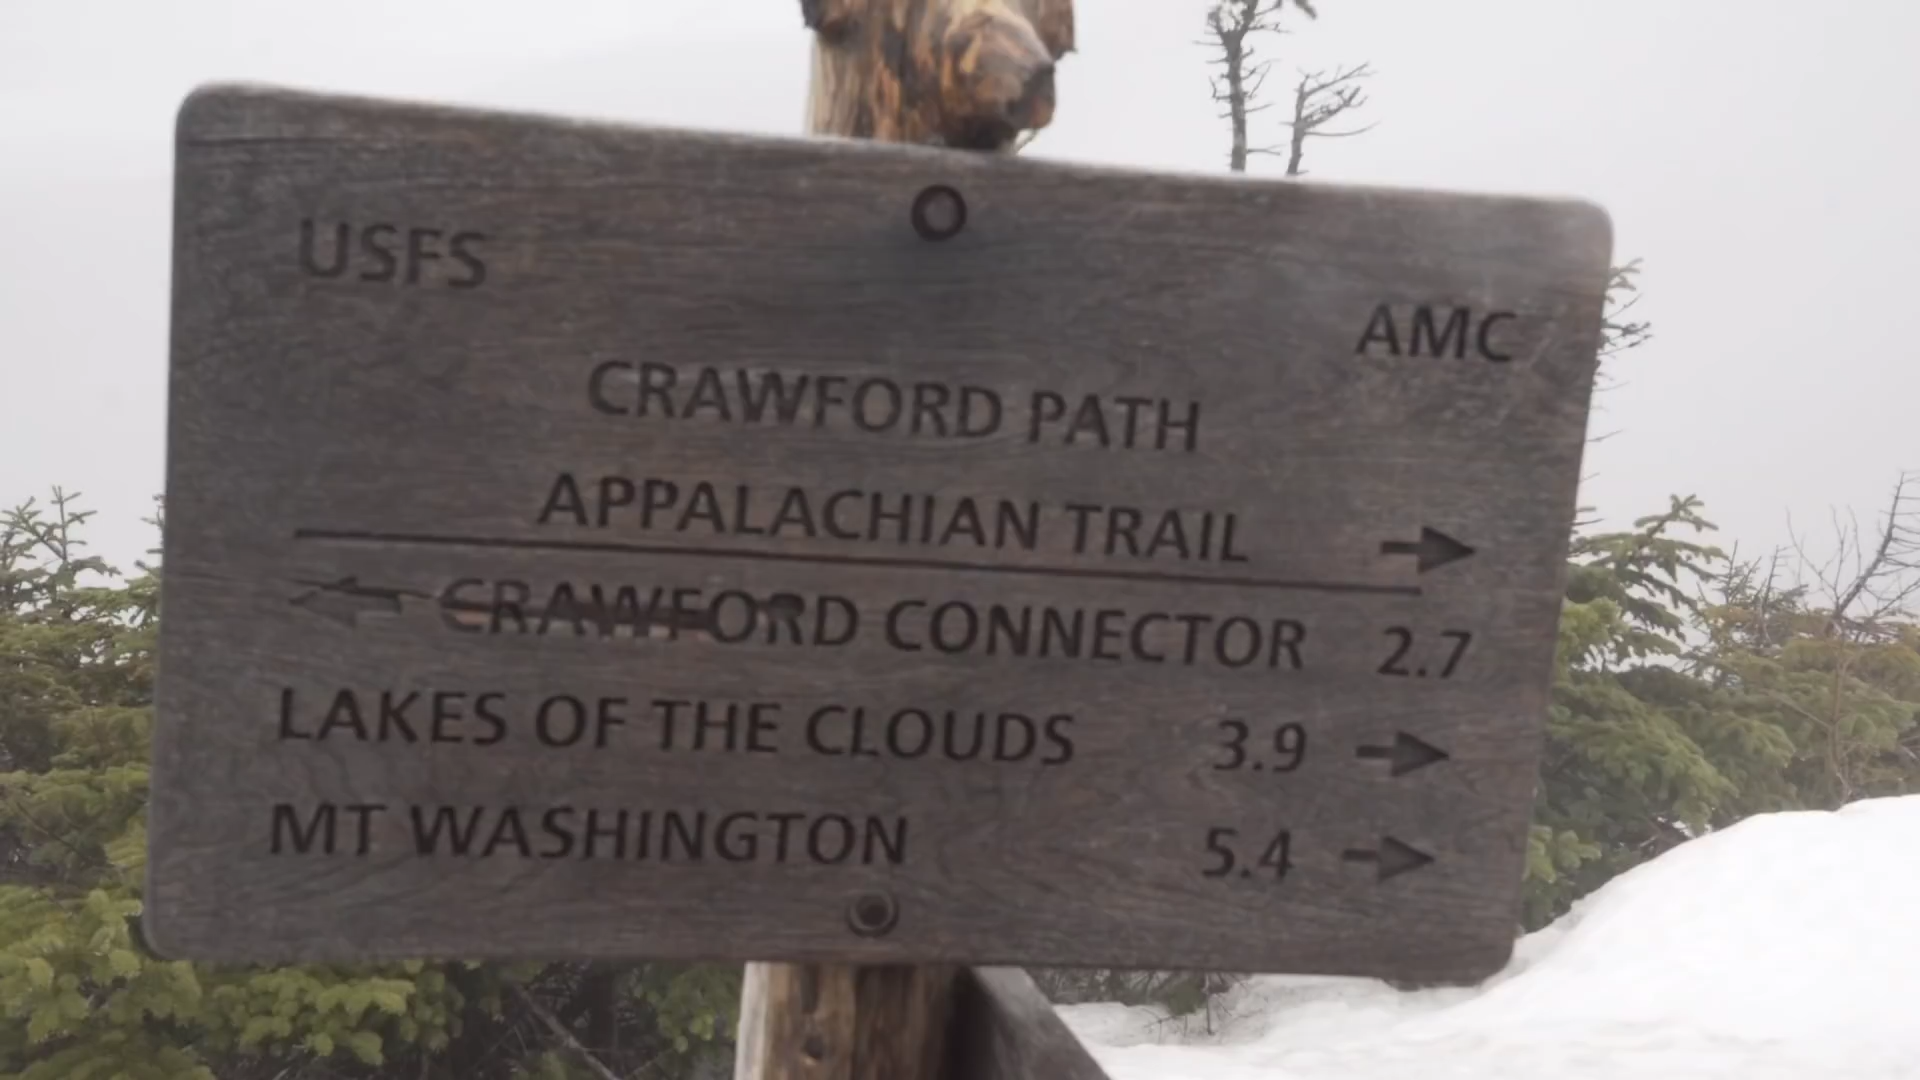 USFS
AMC
CRAWFORD PATH
APPALACHIAN TRAIL →
← CRAWFORD CONNECTOR 2.7
LAKES OF THE CLOUDS 3.9 →
MT WASHINGTON 5.4 →